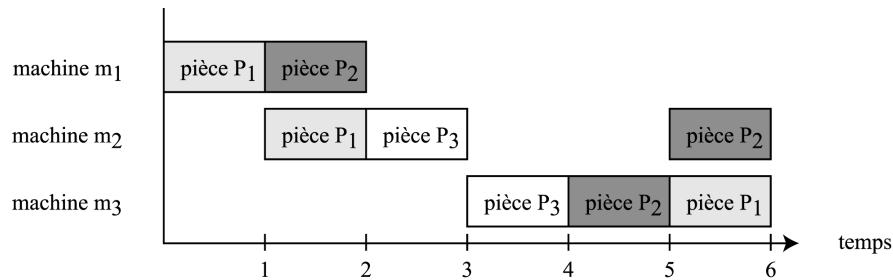 machine m1 pièce P1 pièce P2
machine m2 pièce P1 pièce P3 pièce P2
machine m3 pièce P3 pièce P2 pièce P1
temps
1 2 3 4 5 6